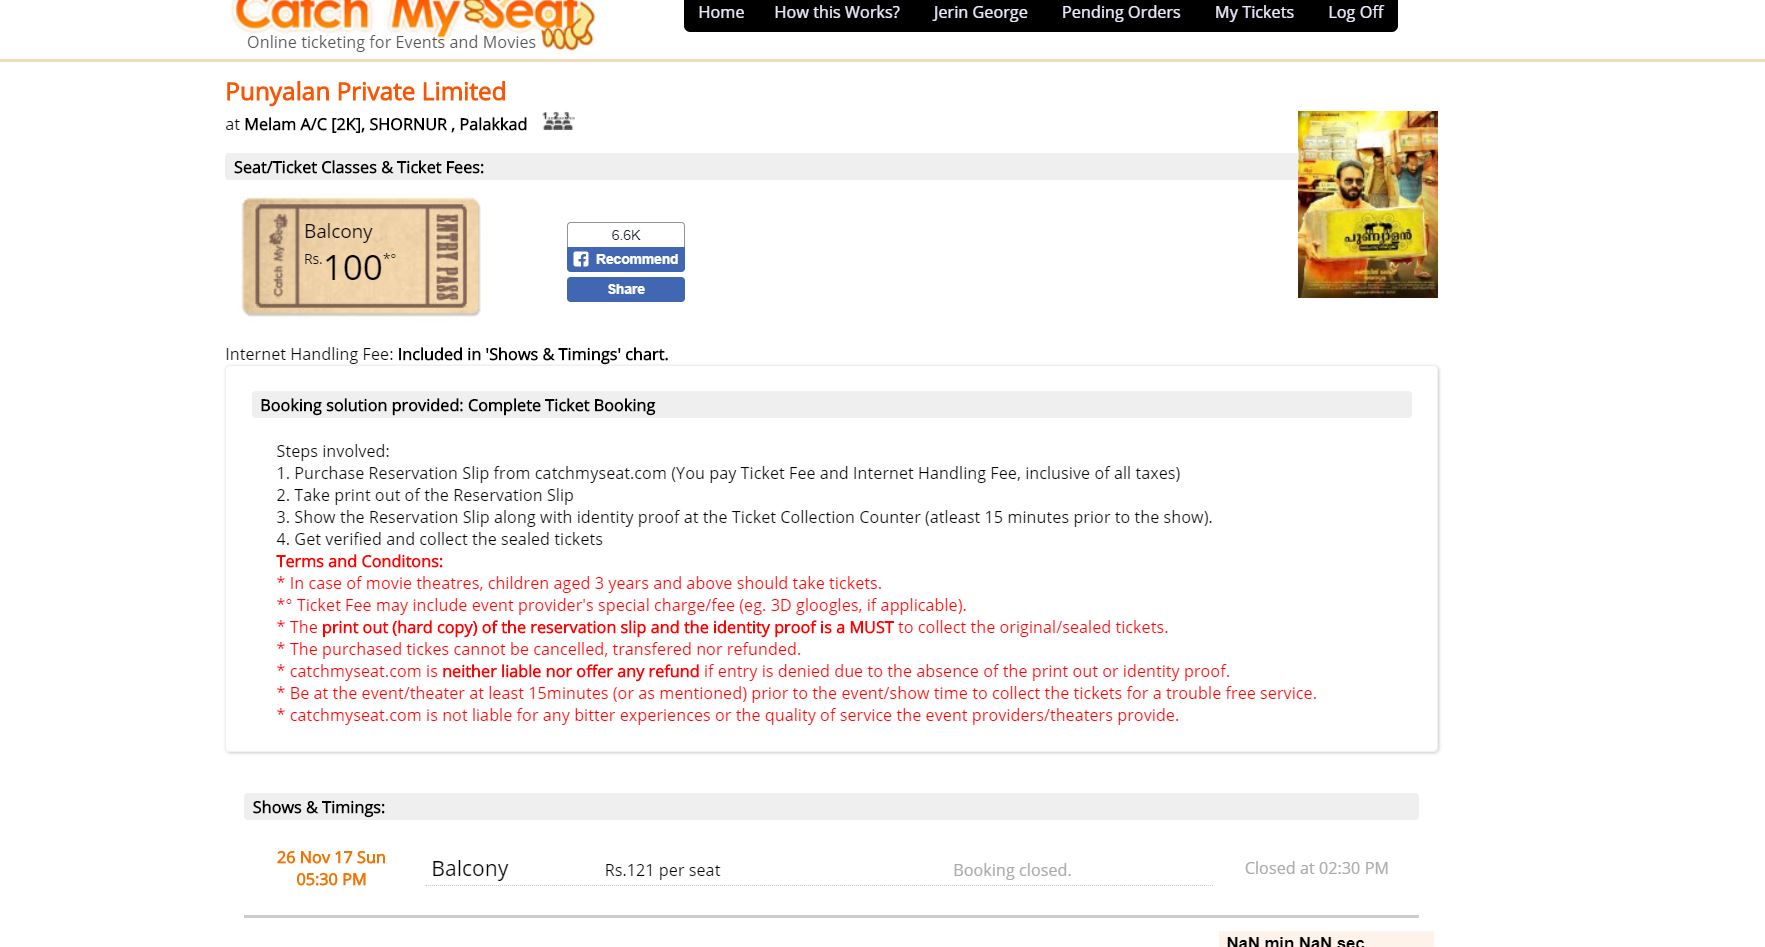 Catch My Seat
Online ticketing for Events and Movies
Home How this Works? Jerin George Pending Orders My Tickets Log Off
Punyalan Private Limited
at Melam A/C [2K], SHORNUR , Palakkad
1 2 3
Seat/Ticket Classes & Ticket Fees:
Catch My Seat
Balcony
Rs.100*°
ENTRY PASS
6.6K
Recommend
Share
പുണ്യാളൻ
Internet Handling Fee: Included in 'Shows & Timings' chart.
Booking solution provided: Complete Ticket Booking
Steps involved:
1. Purchase Reservation Slip from catchmyseat.com (You pay Ticket Fee and Internet Handling Fee, inclusive of all taxes)
2. Take print out of the Reservation Slip
3. Show the Reservation Slip along with identity proof at the Ticket Collection Counter (atleast 15 minutes prior to the show).
4. Get verified and collect the sealed tickets
Terms and Conditons:
* In case of movie theatres, children aged 3 years and above should take tickets.
*° Ticket Fee may include event provider's special charge/fee (eg. 3D gloogles, if applicable).
* The print out (hard copy) of the reservation slip and the identity proof is a MUST to collect the original/sealed tickets.
* The purchased tickes cannot be cancelled, transfered nor refunded.
* catchmyseat.com is neither liable nor offer any refund if entry is denied due to the absence of the print out or identity proof.
* Be at the event/theater at least 15minutes (or as mentioned) prior to the event/show time to collect the tickets for a trouble free service.
* catchmyseat.com is not liable for any bitter experiences or the quality of service the event providers/theaters provide.
Shows & Timings:
26 Nov 17 Sun
05:30 PM
Balcony Rs.121 per seat Booking closed. Closed at 02:30 PM
NaN min NaN sec